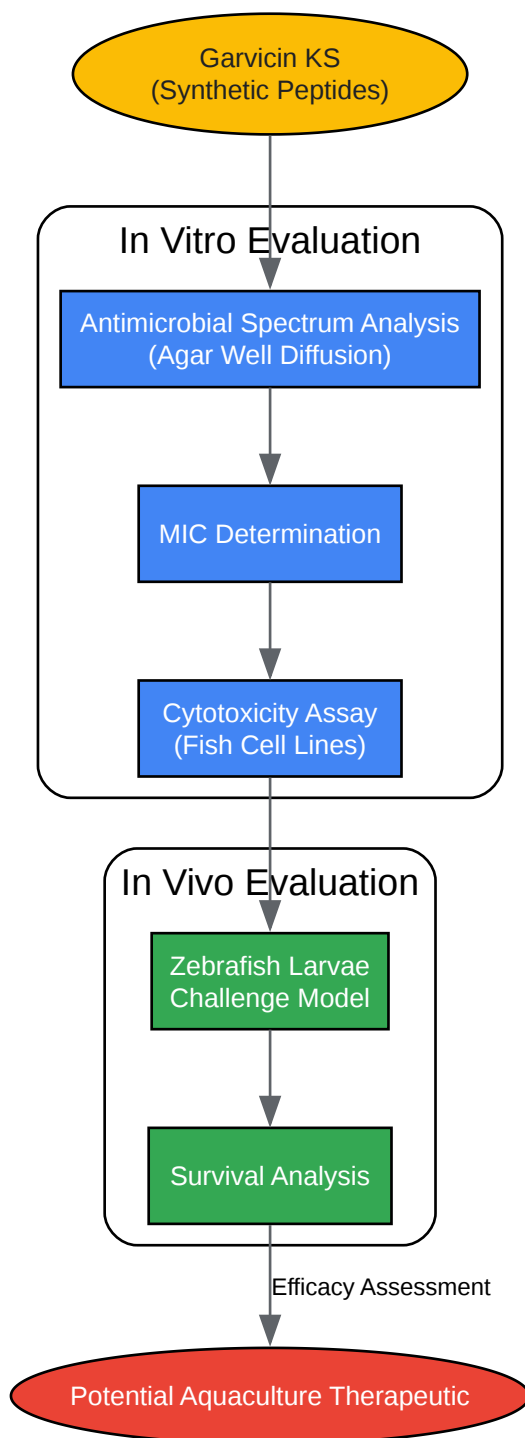 Garvicin KS
(Synthetic Peptides)
In Vitro Evaluation
Antimicrobial Spectrum Analysis
(Agar Well Diffusion)
MIC Determination
Cytotoxicity Assay
(Fish Cell Lines)
In Vivo Evaluation
Zebrafish Larvae
Challenge Model
Survival Analysis
Efficacy Assessment
Potential Aquaculture Therapeutic